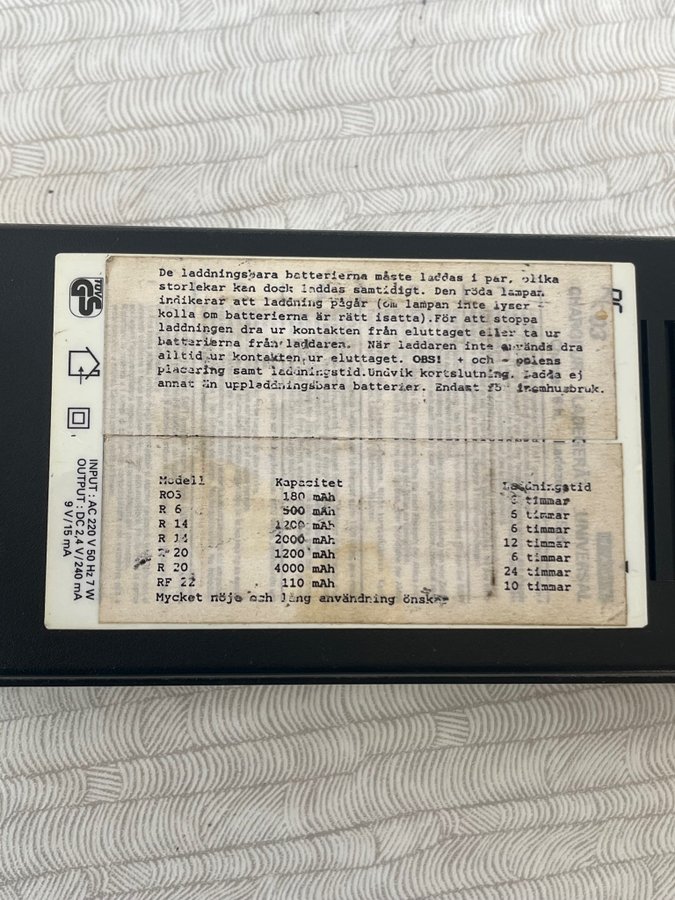 De laddningsbara batterierna måste laddas i par, olika
storlekar kan dock laddas samtidigt. Den röda lampan
indikerar att laddning pågår (om lampan inte lyser
kolla om batterierna är rätt isatta).För att stoppa
laddningen dra ur kontakten från eluttaget eller ta ur
batterierna från laddaren. När laddaren inte används dra
alltid ur kontakten ur eluttaget. OBS! + och - polens
placering samt laddningstid.Undvik kortslutning. Ladda ej
annat än uppladdningsbara batterier. Endast för inomhusbruk.
Modell Kapacitet Laddningstid
RO3 180 mAh timmar
R 6 500 mAh 5 timmar
R 14 1200 mAh 6 timmar
R 14 2000 mAh 12 timmar
R 20 1200 mAh 6 timmar
R 20 4000 mAh 24 timmar
RF 22 110 mAh 10 timmar
Mycket nöje och lång användning önskar
TÜV
GS
INPUT : AC 220 V 50 Hz 7 W
OUTPUT : DC 2,4 V/240 mA
9 V/15 mA